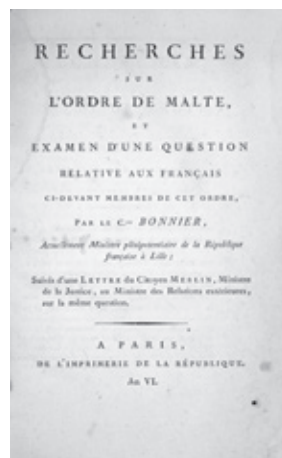 RECHERCHES
SUR
L'ORDRE DE MALTE,
ET
EXAMEN D'UNE QUESTION
RELATIVE AUX FRANÇAIS
CI-DEVANT MEMBRES DE CET ORDRE,
PAR LE C.en BONNIER,
Actuellement Ministre plénipotentiaire de la République
française à Lille;
Suivis d'une LETTRE du Citoyen MERLIN, Ministre
de la Justice, au Ministre des Relations extérieures,
sur la même question.
A PARIS,
DE L'IMPRIMERIE DE LA RÉPUBLIQUE.
An VI.